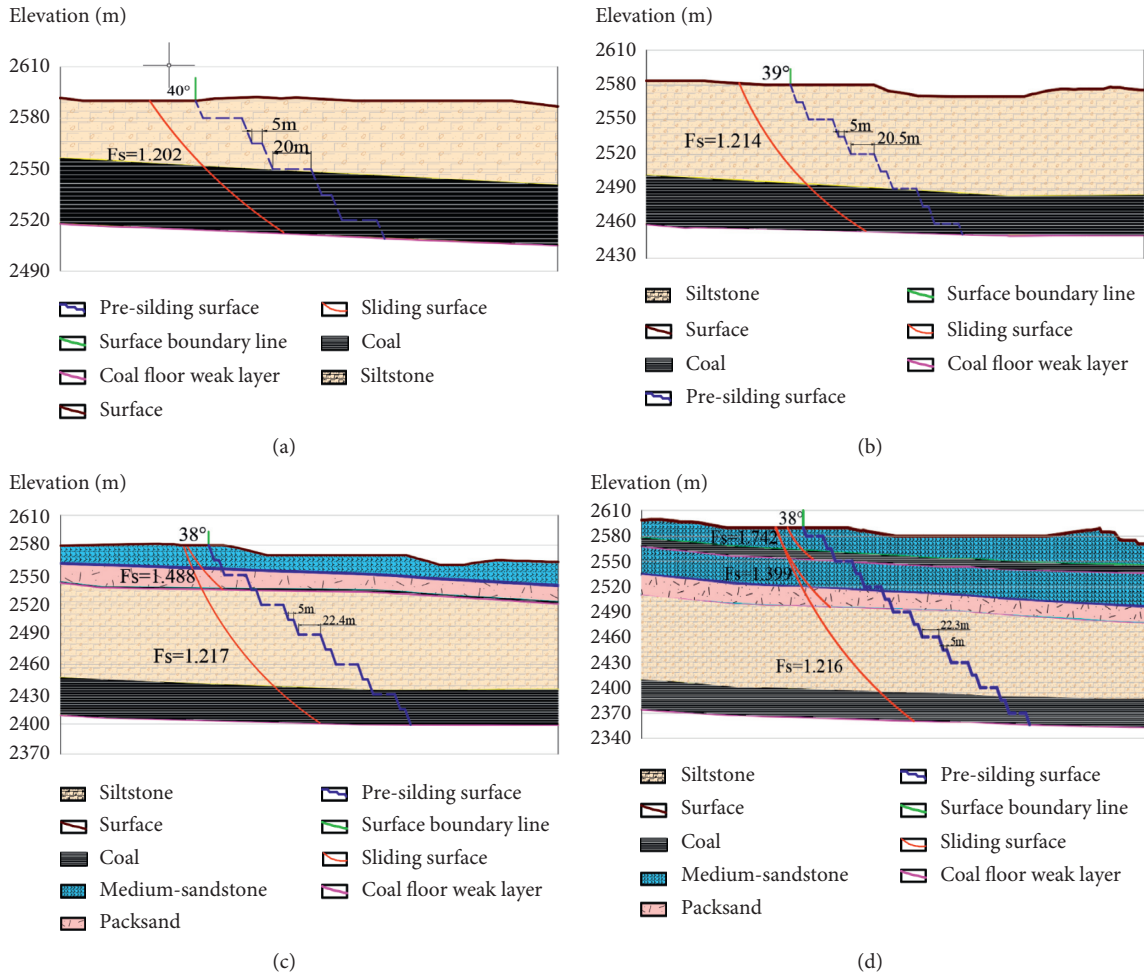 Elevation (m)
2610
2580
2550
2520
2490
40°
5m
20m
Fs=1.202
Pre-silding surface
Surface boundary line
Coal floor weak layer
Surface
Sliding surface
Coal
Siltstone
(a)
Elevation (m)
2610
2580
2550
2520
2490
2460
2430
39°
5m
20.5m
Fs=1.214
Siltstone
Surface
Coal
Pre-silding surface
Surface boundary line
Sliding surface
Coal floor weak layer
(b)
Elevation (m)
2610
2580
2550
2520
2490
2460
2430
2400
2370
38°
Fs=1.488
5m
22.4m
Fs=1.217
Siltstone
Surface
Coal
Medium-sandstone
Packsand
Pre-silding surface
Surface boundary line
Sliding surface
Coal floor weak layer
(c)
Elevation (m)
2610
2580
2550
2520
2490
2460
2430
2400
2370
2340
38°
Fs=1.742
Fs=1.399
22.3m
5m
Fs=1.216
Siltstone
Surface
Coal
Medium-sandstone
Packsand
Pre-silding surface
Surface boundary line
Sliding surface
Coal floor weak layer
(d)